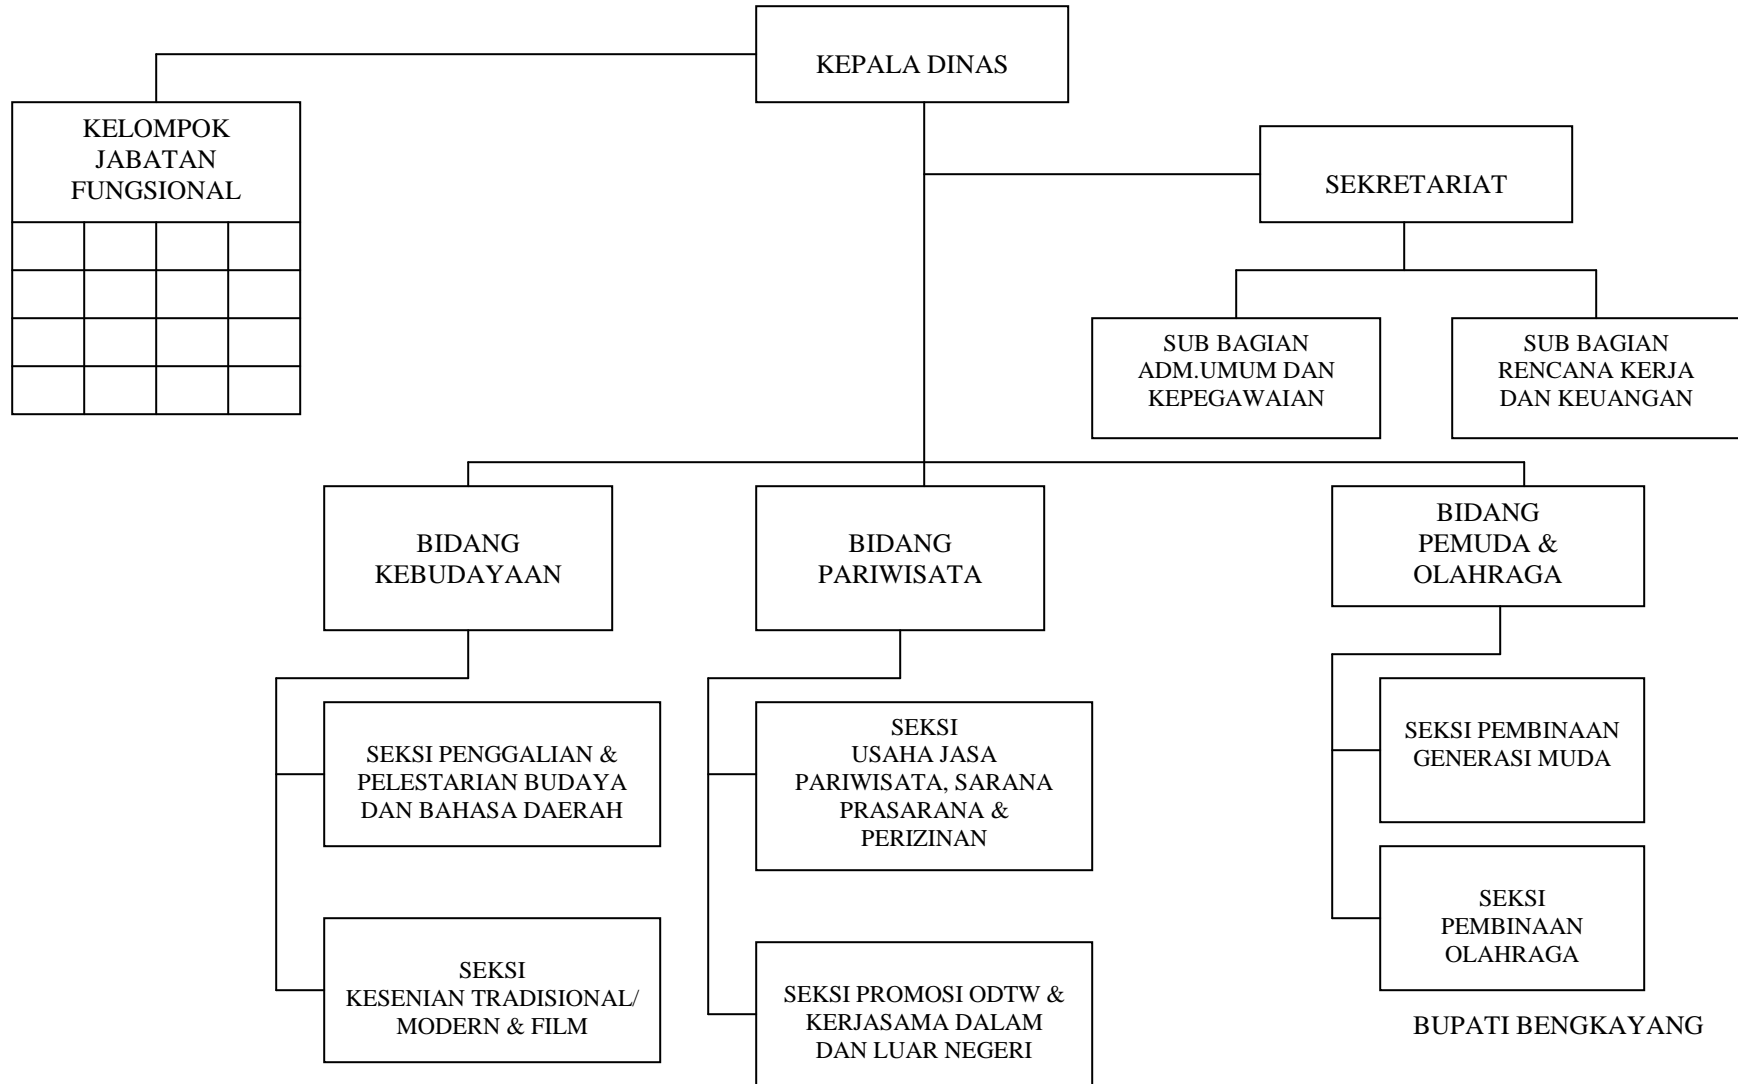 KEPALA DINAS
KELOMPOK
JABATAN
FUNGSIONAL
SEKRETARIAT
SUB BAGIAN
ADM.UMUM DAN
KEPEGAWAIAN
SUB BAGIAN
RENCANA KERJA
DAN KEUANGAN
BIDANG
KEBUDAYAAN
BIDANG
PARIWISATA
BIDANG
PEMUDA &
OLAHRAGA
SEKSI PENGGALIAN &
PELESTARIAN BUDAYA
DAN BAHASA DAERAH
SEKSI
KESENIAN TRADISIONAL/
MODERN & FILM
SEKSI
USAHA JASA
PARIWISATA, SARANA
PRASARANA &
PERIZINAN
SEKSI PROMOSI ODTW &
KERJASAMA DALAM
DAN LUAR NEGERI
SEKSI PEMBINAAN
GENERASI MUDA
SEKSI
PEMBINAAN
OLAHRAGA
BUPATI BENGKAYANG